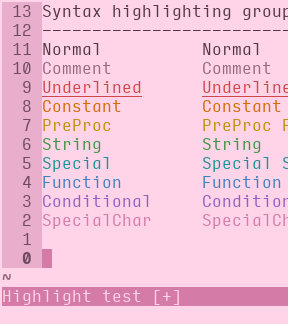 13 Syntax highlighting group
12 -------------------------
11 Normal          Normal
10 Comment         Comment
9 Underlined      Underline
8 Constant        Constant
7 PreProc         PreProc P
6 String          String
5 Special         Special S
4 Function        Function
3 Conditional     Condition
2 SpecialChar     SpecialCh
1
0
~
Highlight test [+]